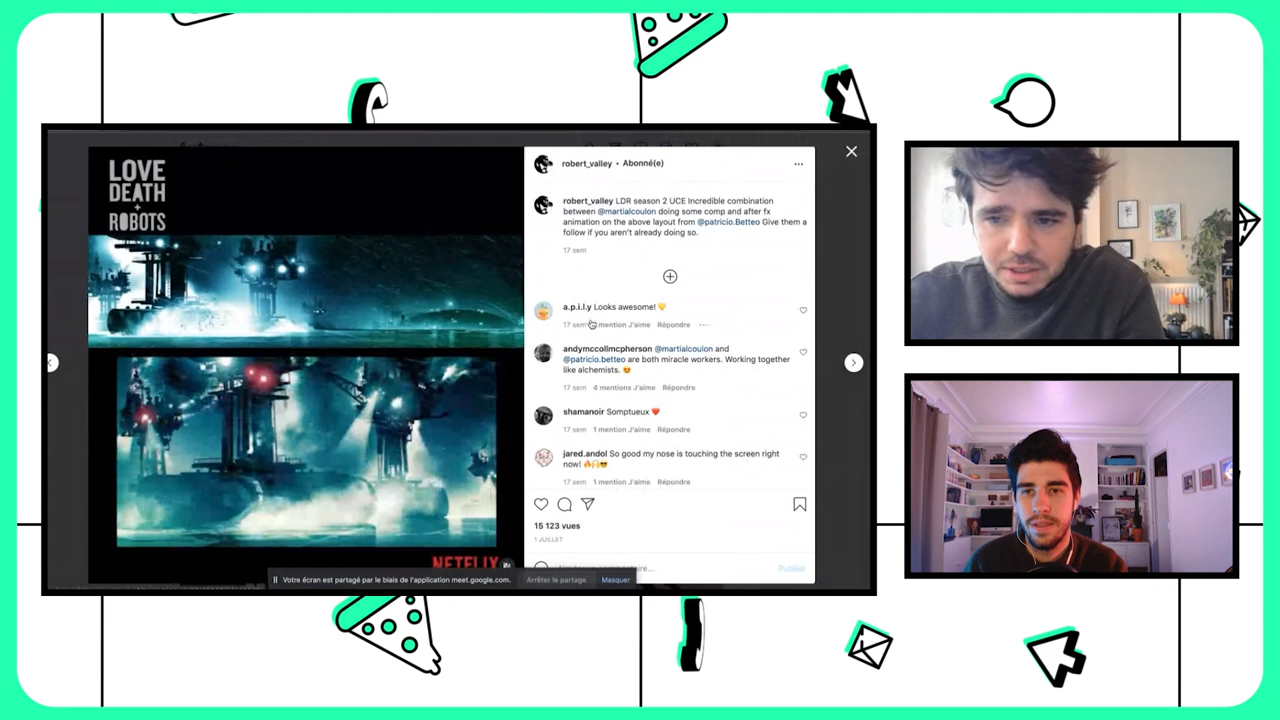 LOVE
DEATH
+
ROBOTS
NETFLIX
robert_valley • Abonné(e)
robert_valley LDR season 2 UCE Incredible combination
between @martialcoulon doing some comp and after fx
animation on the above layout from @patricio.Betteo Give them a
follow if you aren't already doing so.
17 sem
a.p.i.l.y Looks awesome! 💛
17 sem mention J'aime Répondre
andymccollmcpherson @martialcoulon and
@patricio.betteo are both miracle workers. Working together
like alchemists. 😍
17 sem 4 mentions J'aime Répondre
shamanoir Somptueux ❤️
17 sem 1 mention J'aime Répondre
jared.andol So good my nose is touching the screen right
now! 🔥🙌😎
17 sem 1 mention J'aime Répondre
15 123 vues
1 JUILLET
Publier
Votre écran est partagé par le biais de l'application meet.google.com.
Arrêter le partage
Masquer